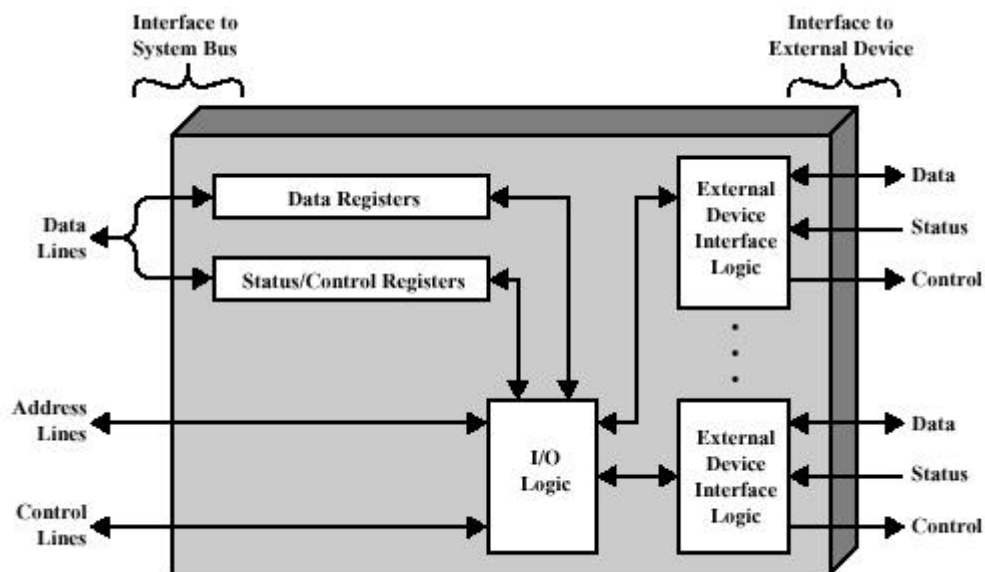 Interface to
System Bus
Interface to
External Device
Data Registers
Data
Lines
Status/Control Registers
External
Device
Interface
Logic
Data
Status
Control
Address
Lines
Control
Lines
I/O
Logic
External
Device
Interface
Logic
Data
Status
Control